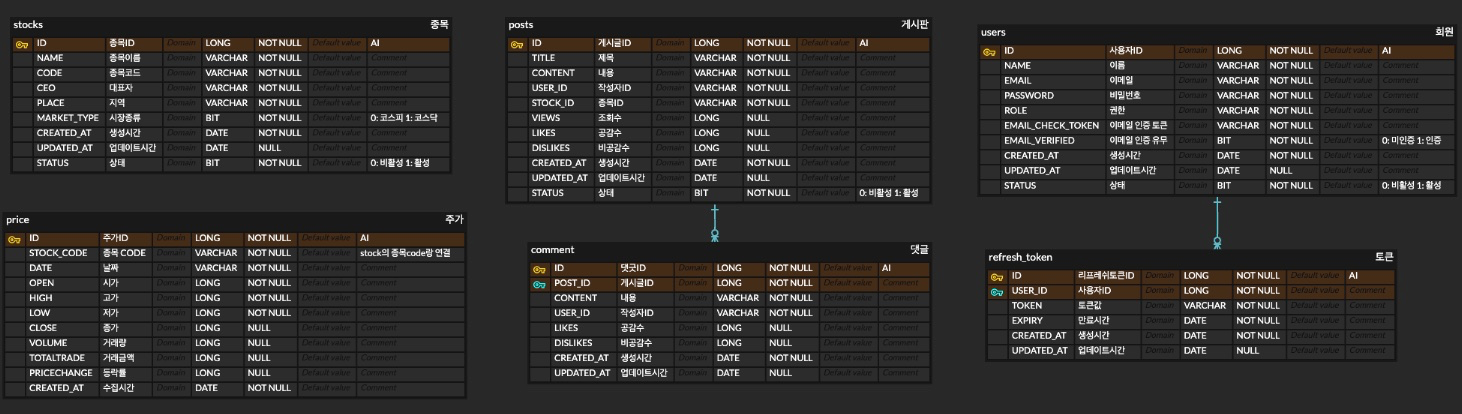 stocks 종목
ID 종목ID Domain LONG NOT NULL Default value AI
NAME 종목이름 Domain VARCHAR NOT NULL Default value Comment
CODE 종목코드 Domain VARCHAR NOT NULL Default value Comment
CEO 대표자 Domain VARCHAR NOT NULL Default value Comment
PLACE 지역 Domain VARCHAR NOT NULL Default value Comment
MARKET_TYPE 시장종류 Domain BIT NOT NULL Default value 0: 코스피 1: 코스닥
CREATED_AT 생성시간 Domain DATE NOT NULL Default value Comment
UPDATED_AT 업데이트시간 Domain DATE NULL Default value Comment
STATUS 상태 Domain BIT NOT NULL Default value 0: 비활성 1: 활성
posts 게시판
ID 게시글ID Domain LONG NOT NULL Default value AI
TITLE 제목 Domain VARCHAR NOT NULL Default value Comment
CONTENT 내용 Domain VARCHAR NOT NULL Default value Comment
USER_ID 작성자ID Domain VARCHAR NOT NULL Default value Comment
STOCK_ID 종목ID Domain VARCHAR NOT NULL Default value Comment
VIEWS 조회수 Domain LONG NULL Default value Comment
LIKES 공감수 Domain LONG NULL Default value Comment
DISLIKES 비공감수 Domain LONG NULL Default value Comment
CREATED_AT 생성시간 Domain DATE NOT NULL Default value Comment
UPDATED_AT 업데이트시간 Domain DATE NULL Default value Comment
STATUS 상태 Domain BIT NOT NULL Default value 0: 비활성 1: 활성
users 회원
ID 사용자ID Domain LONG NOT NULL Default value AI
NAME 이름 Domain VARCHAR NOT NULL Default value Comment
EMAIL 이메일 Domain VARCHAR NOT NULL Default value Comment
PASSWORD 비밀번호 Domain VARCHAR NOT NULL Default value Comment
ROLE 권한 Domain VARCHAR NOT NULL Default value Comment
EMAIL_CHECK_TOKEN 이메일 인증 토큰 Domain VARCHAR NOT NULL Default value Comment
EMAIL_VERIFIED 이메일 인증 유무 Domain BIT NOT NULL Default value 0: 미인증 1: 인증
CREATED_AT 생성시간 Domain DATE NOT NULL Default value Comment
UPDATED_AT 업데이트시간 Domain DATE NULL Default value Comment
STATUS 상태 Domain BIT NOT NULL Default value 0: 비활성 1: 활성
price 주가
ID 주가ID Domain LONG NOT NULL Default value AI
STOCK_CODE 종목 CODE Domain VARCHAR NOT NULL Default value stock의 종목code랑 연결
DATE 날짜 Domain VARCHAR NOT NULL Default value Comment
OPEN 시가 Domain LONG NOT NULL Default value Comment
HIGH 고가 Domain LONG NOT NULL Default value Comment
LOW 저가 Domain LONG NOT NULL Default value Comment
CLOSE 종가 Domain LONG NULL Default value Comment
VOLUME 거래량 Domain LONG NULL Default value Comment
TOTALTRADE 거래금액 Domain LONG NULL Default value Comment
PRICECHANGE 등락률 Domain LONG NULL Default value Comment
CREATED_AT 수집시간 Domain DATE NOT NULL Default value Comment
comment 댓글
ID 댓긋ID Domain LONG NOT NULL Default value AI
POST_ID 게시글ID Domain LONG NOT NULL Default value Comment
CONTENT 내용 Domain VARCHAR NOT NULL Default value Comment
USER_ID 작성자ID Domain VARCHAR NOT NULL Default value Comment
LIKES 공감수 Domain LONG NULL Default value Comment
DISLIKES 비공감수 Domain LONG NULL Default value Comment
CREATED_AT 생성시간 Domain DATE NOT NULL Default value Comment
UPDATED_AT 업데이트시간 Domain DATE NULL Default value Comment
refresh_token 토큰
ID 리프레쉬토큰ID Domain LONG NOT NULL Default value AI
USER_ID 사용자ID Domain LONG NOT NULL Default value Comment
TOKEN 토큰값 Domain VARCHAR NOT NULL Default value Comment
EXPIRY 만료시간 Domain DATE NOT NULL Default value Comment
CREATED_AT 생성시간 Domain DATE NOT NULL Default value Comment
UPDATED_AT 업데이트시간 Domain DATE NULL Default value Comment